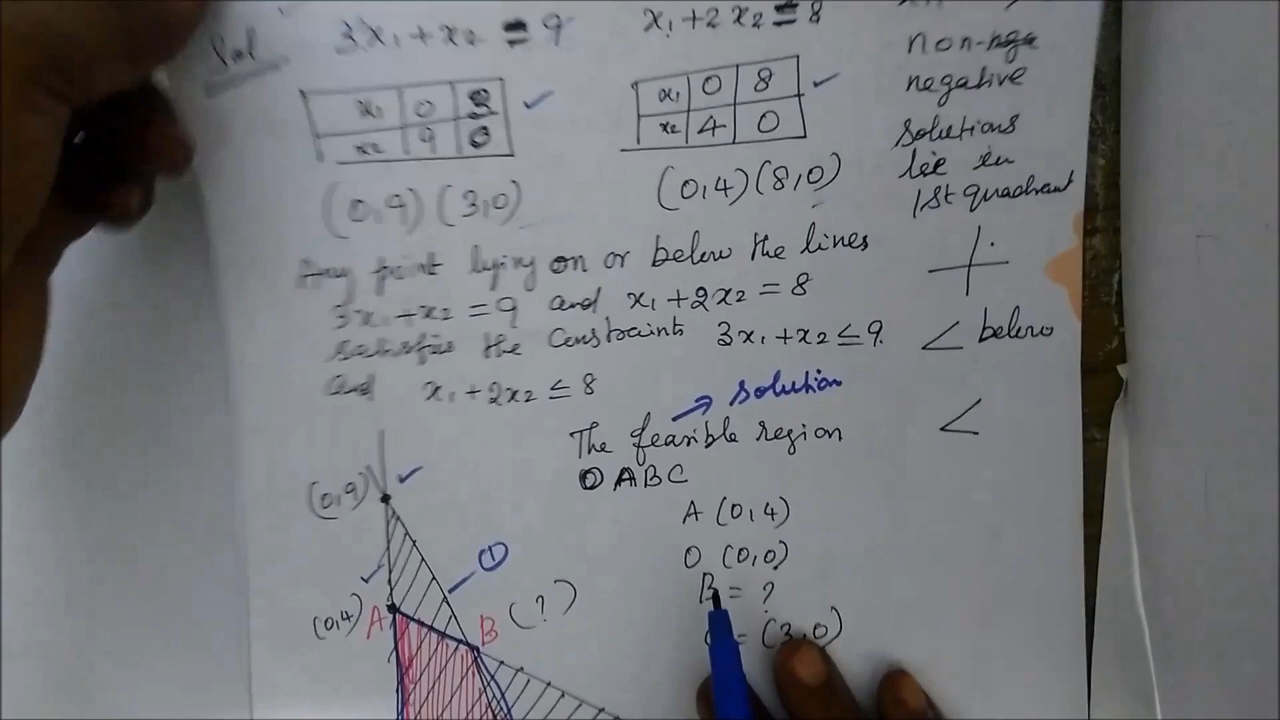 Sol 3x₁ + x₂ = 9 x₁ + 2x₂ = 8
x₁ 0 3
x₂ 9 0
x₁ 0 8
x₂ 4 0
(0,9) (3,0)
(0,4) (8,0)
non-
negative
solutions
lie in
1st quadrant
Any point lying on or below the lines
3x₁ + x₂ = 9 and x₁ + 2x₂ = 8
satisfies the constraints 3x₁ + x₂ ≤ 9.
and x₁ + 2x₂ ≤ 8
< below
<
→ solution
The feasible region
OABC
A (0,4)
O (0,0)
B = ?
= (3,0)
(0,9)
①
(0,4) A
B (?)